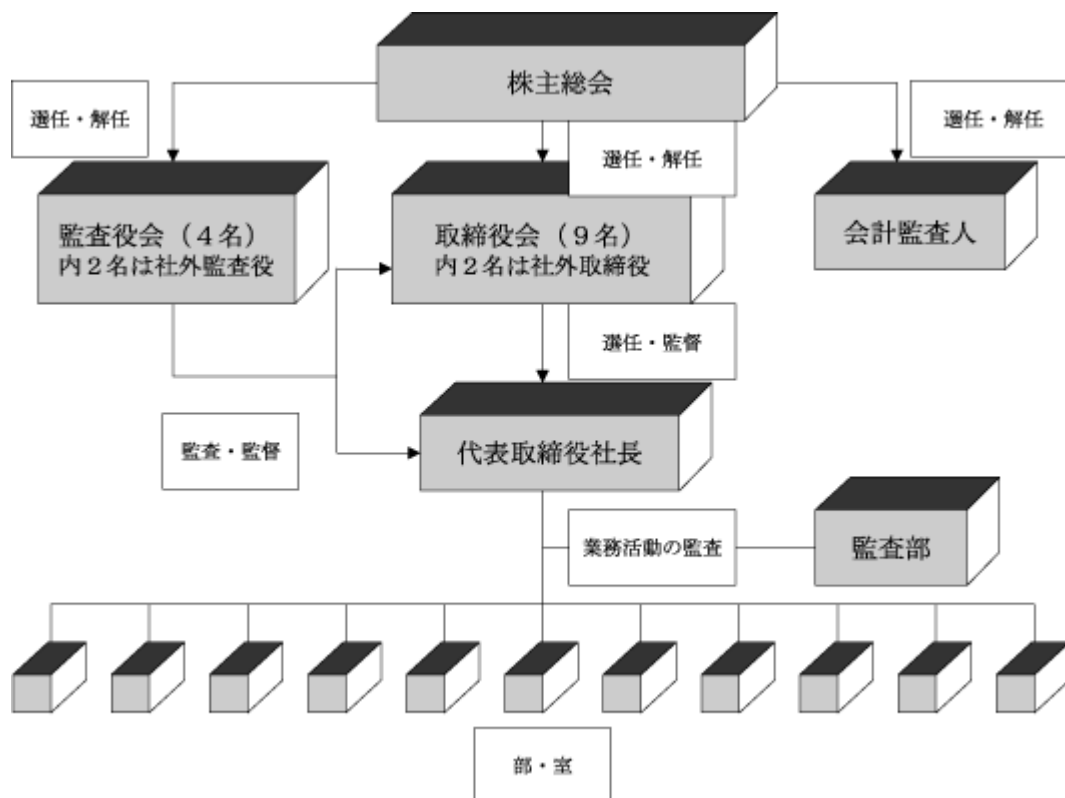 株主総会
選任・解任
選任・解任
選任・解任
監査役会（４名）
内２名は社外監査役
取締役会（９名）
内２名は社外取締役
会計監査人
選任・監督
監査・監督
代表取締役社長
業務活動の監査
監査部
部・室